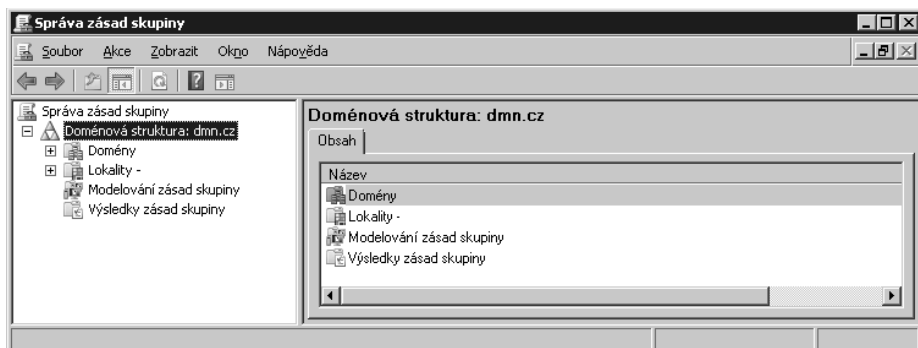 Správa zásad skupiny
Soubor Akce Zobrazit Okno Nápověda
Správa zásad skupiny
Doménová struktura: dmn.cz
Domény
Lokality -
Modelování zásad skupiny
Výsledky zásad skupiny
Doménová struktura: dmn.cz
Obsah
Název
Domény
Lokality -
Modelování zásad skupiny
Výsledky zásad skupiny